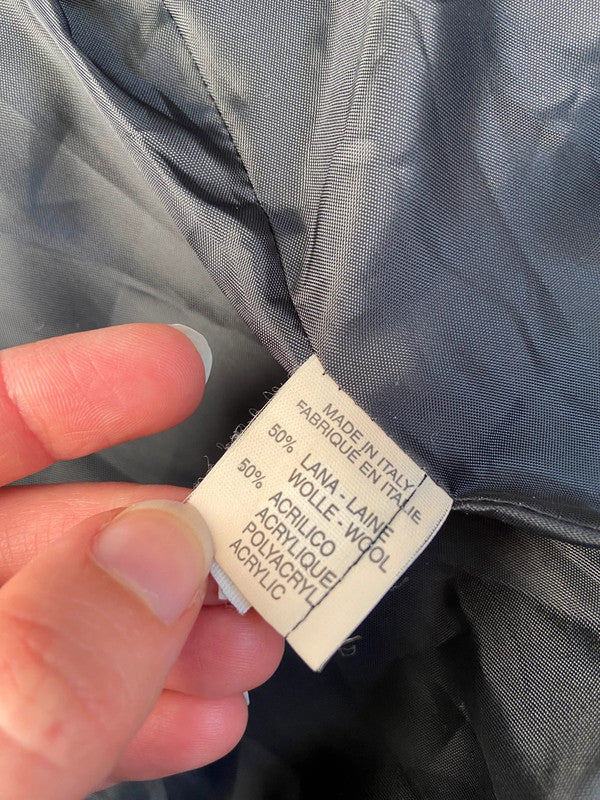 MADE IN ITALY
FABRIQUÉ EN ITALIE
50% LANA - LAINE
WOLLE - WOOL
50% ACRILICO
ACRYLIQUE
POLYACRYL
ACRYLIC